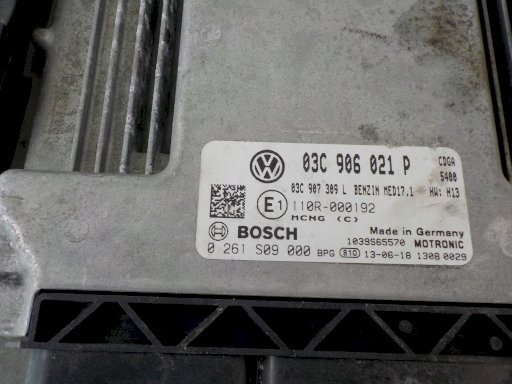 03C 906 021 P CDGA
5400
03C 907 309 L BENZIN MED17.1 HW: H13
E1 110R-000192
MCNG (C)
BOSCH Made in Germany
1039S65570 MOTRONIC
0 261 S09 000 BPG 810 13-06-18 1308 0029